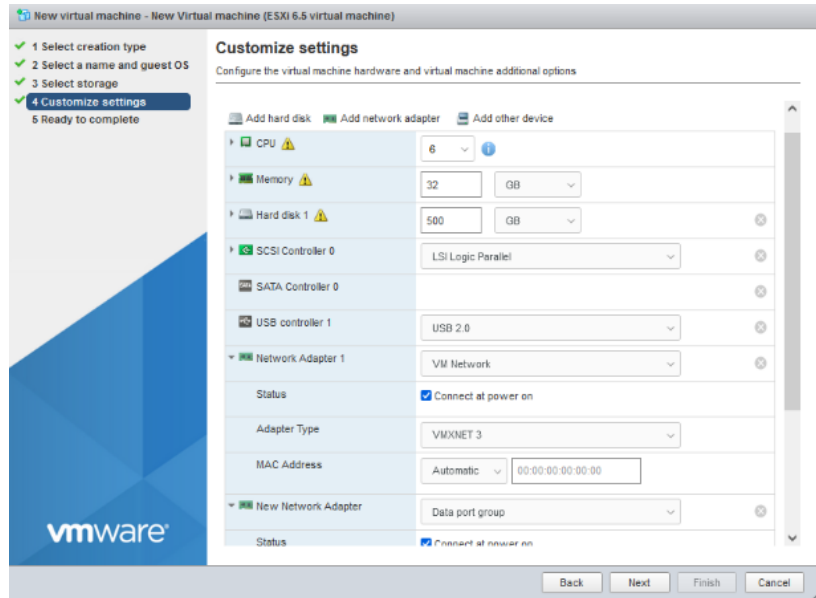 New virtual machine - New Virtual machine (ESXi 6.5 virtual machine)
1 Select creation type
2 Select a name and guest OS
3 Select storage
4 Customize settings
5 Ready to complete
Customize settings
Configure the virtual machine hardware and virtual machine additional options
Add hard disk Add network adapter Add other device
CPU 6
Memory 32 GB
Hard disk 1 500 GB
SCSI Controller 0 LSI Logic Parallel
SATA Controller 0
USB controller 1 USB 2.0
Network Adapter 1 VM Network
Status Connect at power on
Adapter Type VMXNET 3
MAC Address Automatic 00:00:00:00:00:00
New Network Adapter Data port group
Status Connect at power on
vmware
Back Next Finish Cancel